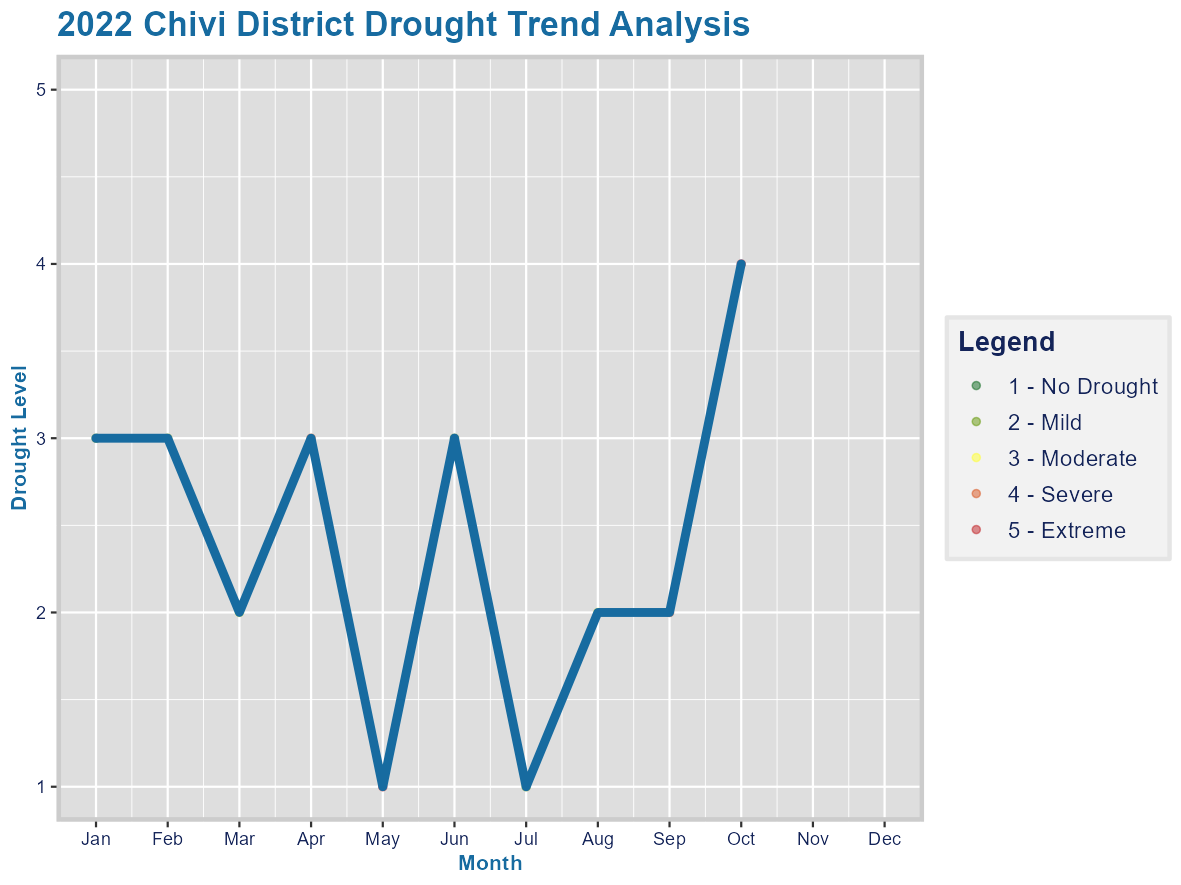 2022 Chivi District Drought Trend Analysis
5
4
3
2
1
Drought Level
Jan Feb Mar Apr May Jun Jul Aug Sep Oct Nov Dec
Month
Legend
1 - No Drought
2 - Mild
3 - Moderate
4 - Severe
5 - Extreme